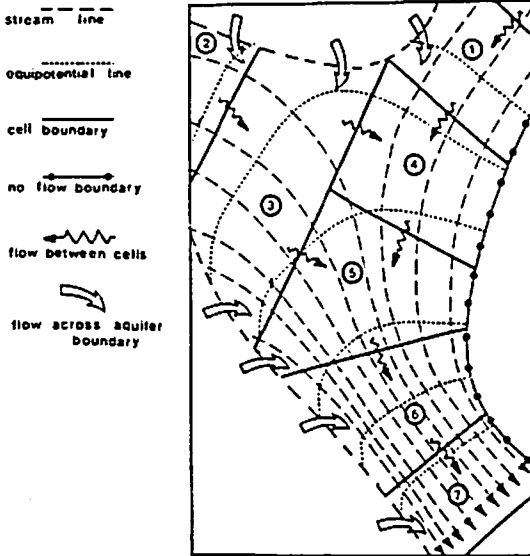 stream line
equipotential line
cell boundary
no flow boundary
flow between cells
flow across aquifer
boundary
1
2
3
4
5
6
7